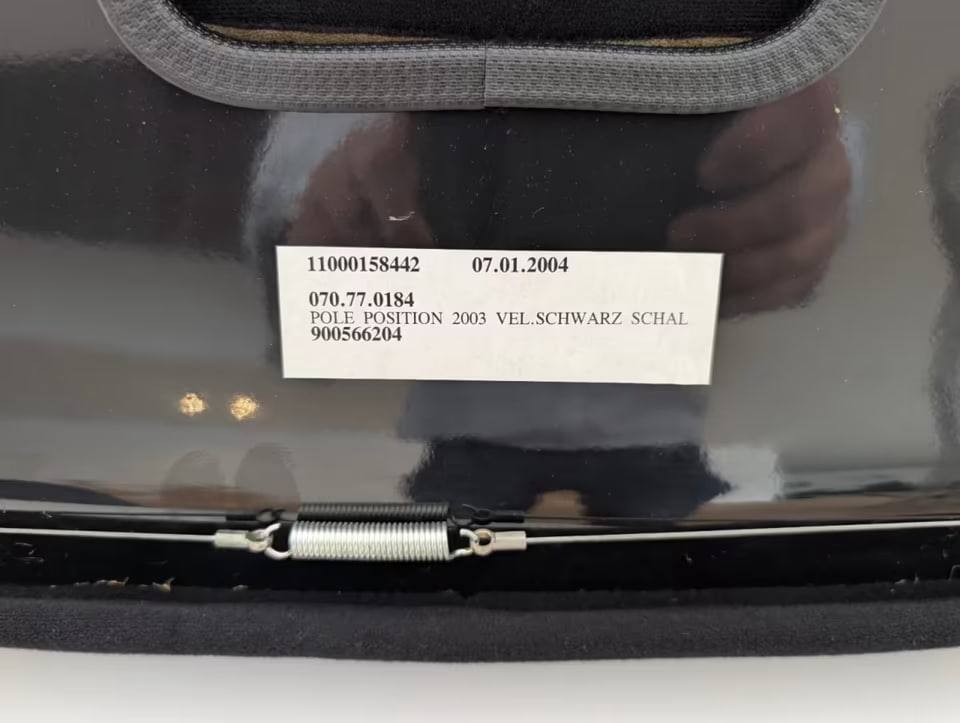 11000158442 07.01.2004
070.77.0184
POLE POSITION 2003 VEL.SCHWARZ SCHAL
900566204